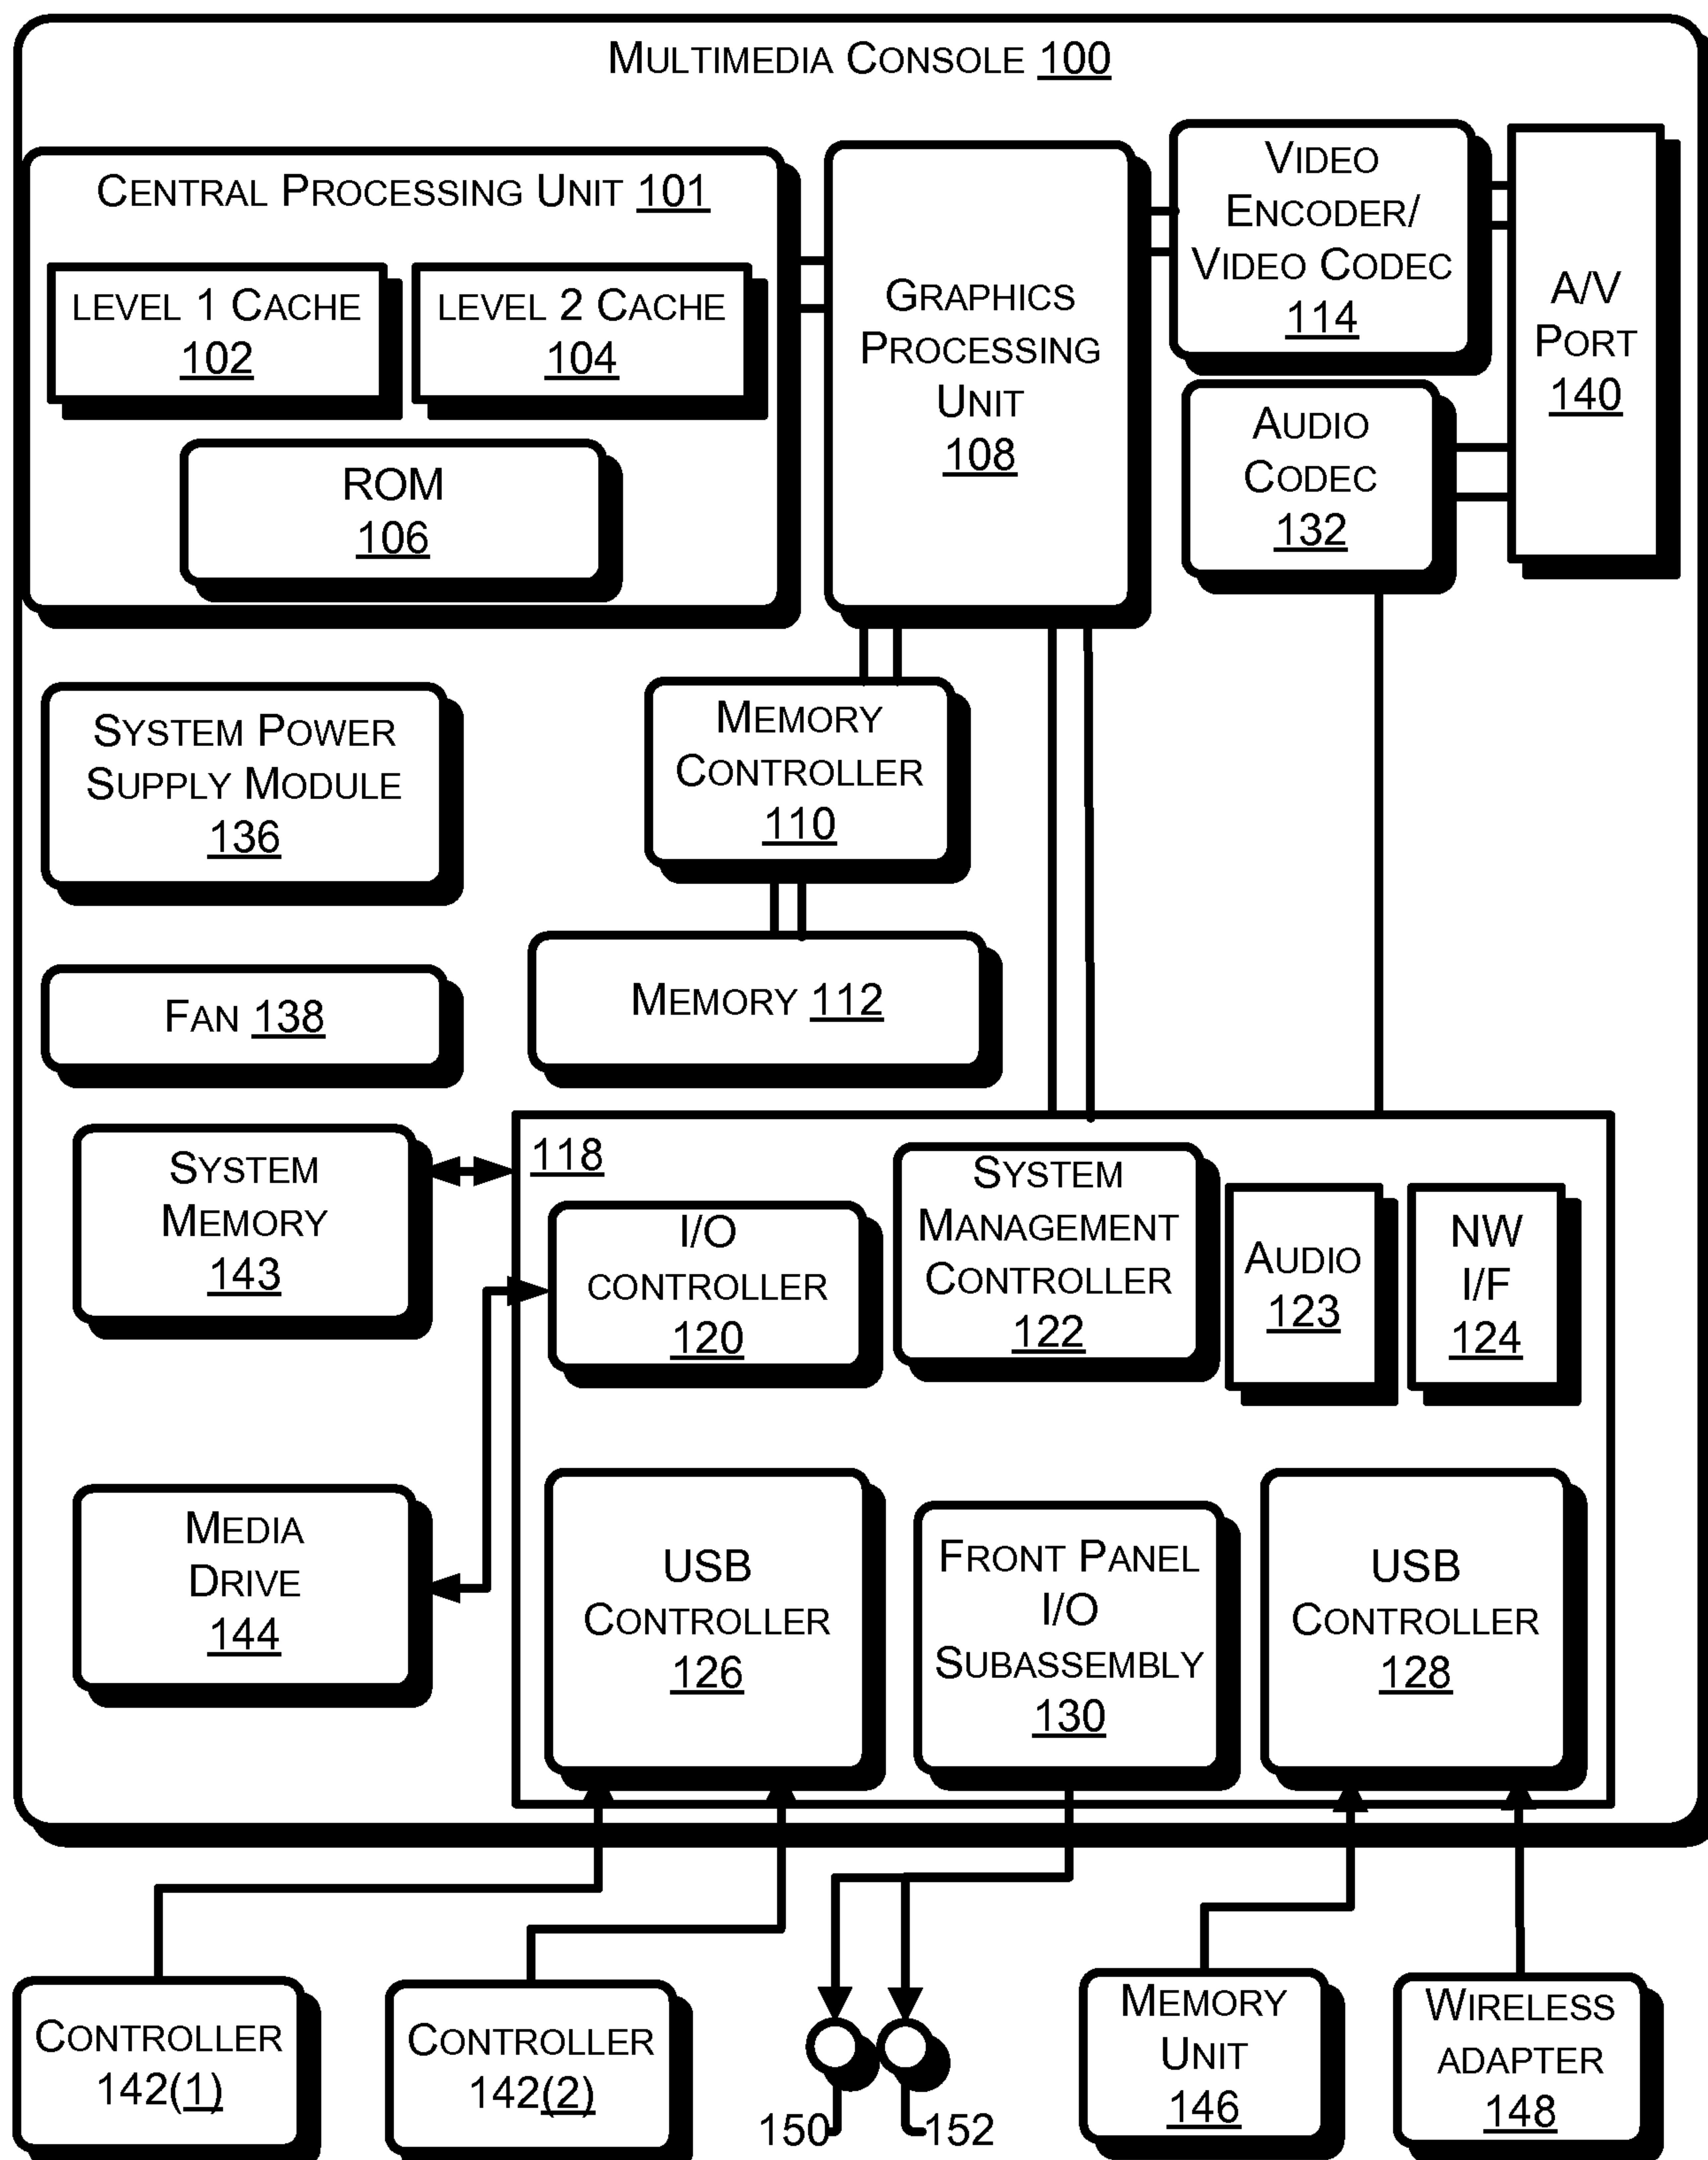 MULTIMEDIA CONSOLE 100
CENTRAL PROCESSING UNIT 101
LEVEL 1 CACHE
102
LEVEL 2 CACHE
104
ROM
106
GRAPHICS
PROCESSING
UNIT
108
VIDEO
ENCODER/
VIDEO CODEC
114
AUDIO
CODEC
132
A/V
PORT
140
SYSTEM POWER
SUPPLY MODULE
136
MEMORY
CONTROLLER
110
FAN 138
MEMORY 112
SYSTEM
MEMORY
143
118
I/O
CONTROLLER
120
SYSTEM
MANAGEMENT
CONTROLLER
122
AUDIO
123
NW
I/F
124
MEDIA
DRIVE
144
USB
CONTROLLER
126
FRONT PANEL
I/O
SUBASSEMBLY
130
USB
CONTROLLER
128
CONTROLLER
142(1)
CONTROLLER
142(2)
150
152
MEMORY
UNIT
146
WIRELESS
ADAPTER
148